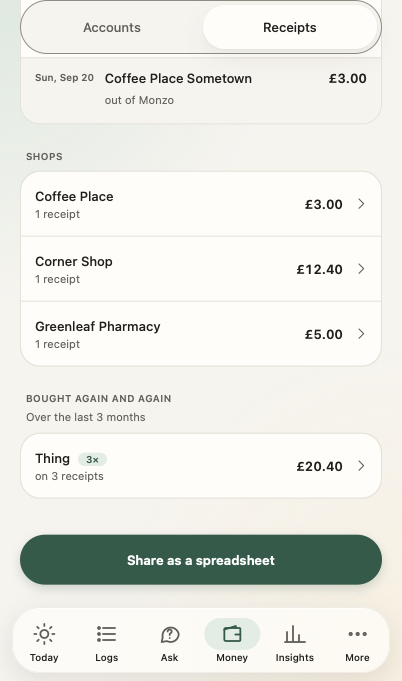 Accounts
Receipts
Sun, Sep 20
Coffee Place Sometown
£3.00
out of Monzo
SHOPS
Coffee Place
1 receipt
£3.00
Corner Shop
1 receipt
£12.40
Greenleaf Pharmacy
1 receipt
£5.00
BOUGHT AGAIN AND AGAIN
Over the last 3 months
Thing 3×
on 3 receipts
£20.40
Share as a spreadsheet
Today
Logs
Ask
Money
Insights
More